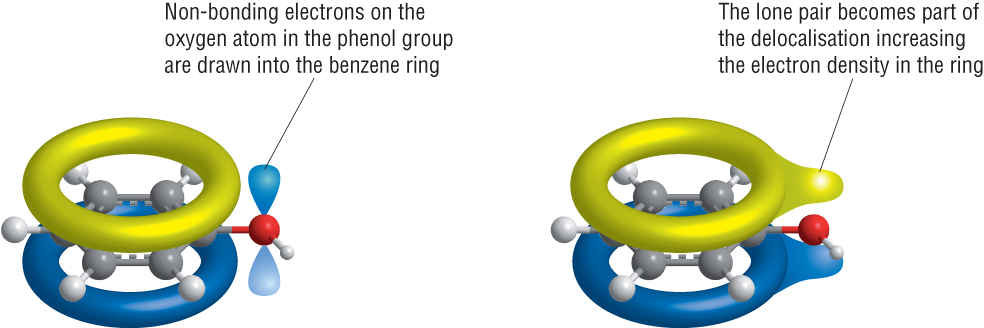 Non-bonding electrons on the
oxygen atom in the phenol group
are drawn into the benzene ring
The lone pair becomes part of
the delocalisation increasing
the electron density in the ring